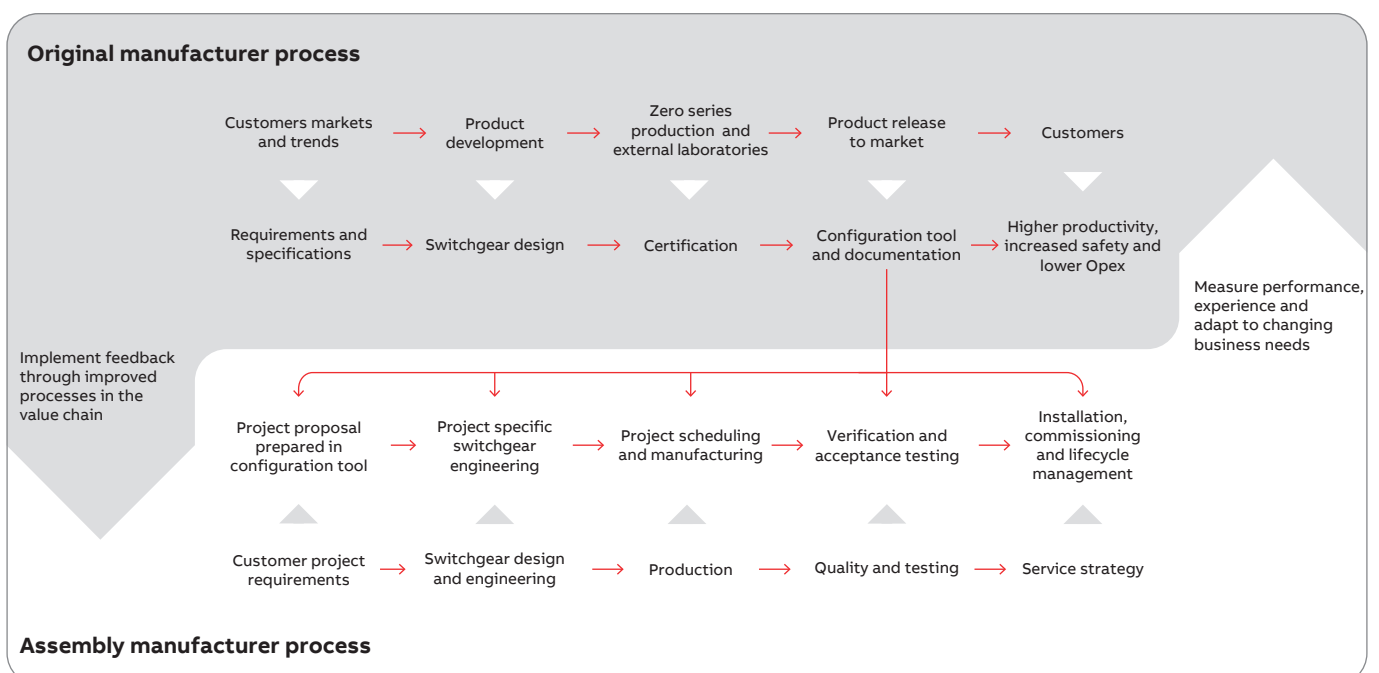 Original manufacturer process
Customers markets
and trends
Product
development
Zero series
production and
external laboratories
Product release
to market
Customers
Requirements and
specifications
Switchgear design
Certification
Configuration tool
and documentation
Higher productivity,
increased safety and
lower Opex
Measure performance,
experience and
adapt to changing
business needs
Implement feedback
through improved
processes in the
value chain
Project proposal
prepared in
configuration tool
Project specific
switchgear
engineering
Project scheduling
and manufacturing
Verification and
acceptance testing
Installation,
commissioning
and lifecycle
management
Customer project
requirements
Switchgear design
and engineering
Production
Quality and testing
Service strategy
Assembly manufacturer process